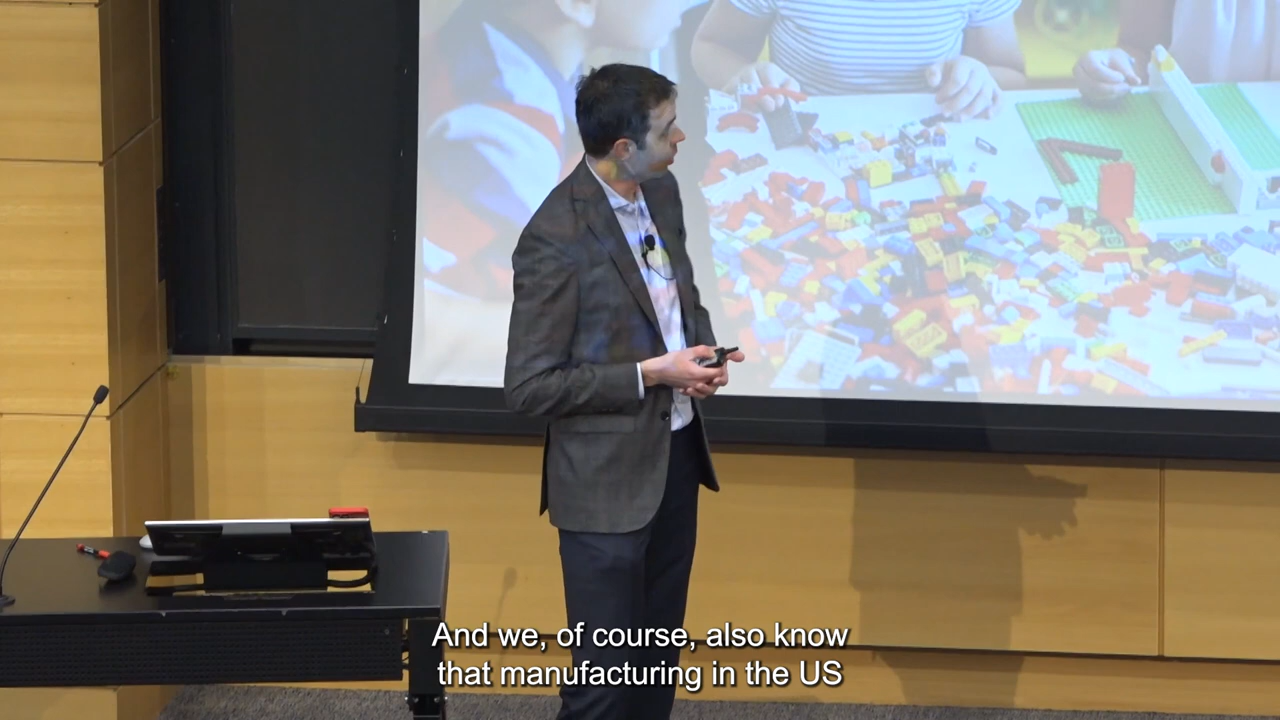 And we, of course, also know
that manufacturing in the US